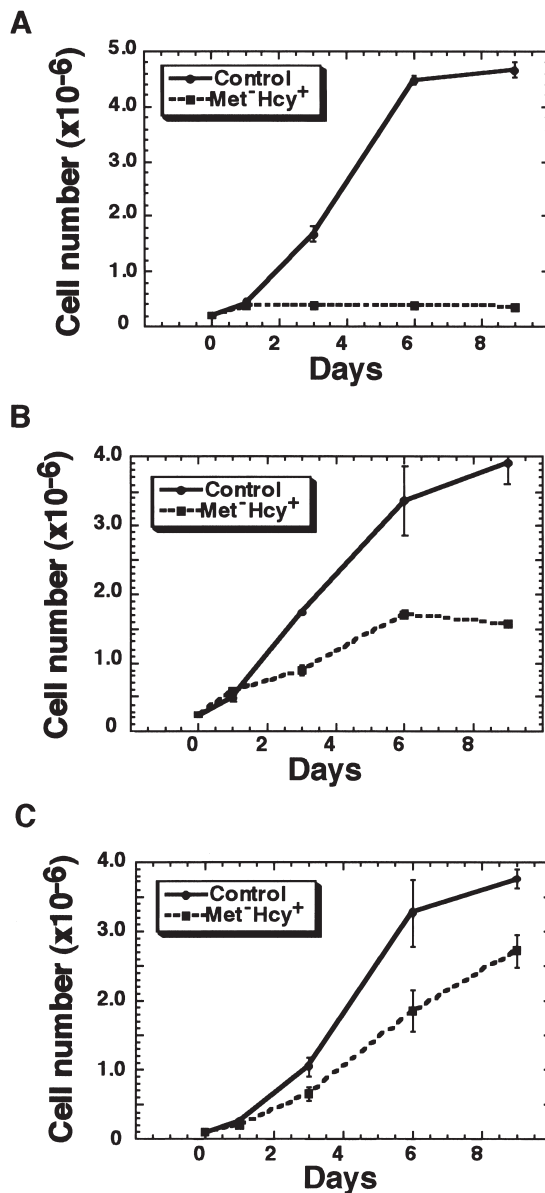 A
5.0
4.0
3.0
2.0
1.0
0
Cell number (x10-6)
Control
Met-Hcy+
0 2 4 6 8
Days
B
4.0
3.0
2.0
1.0
0
Cell number (x10-6)
Control
Met-Hcy+
0 2 4 6 8
Days
C
4.0
3.0
2.0
1.0
0
Cell number (x10-6)
Control
Met-Hcy+
0 2 4 6 8
Days